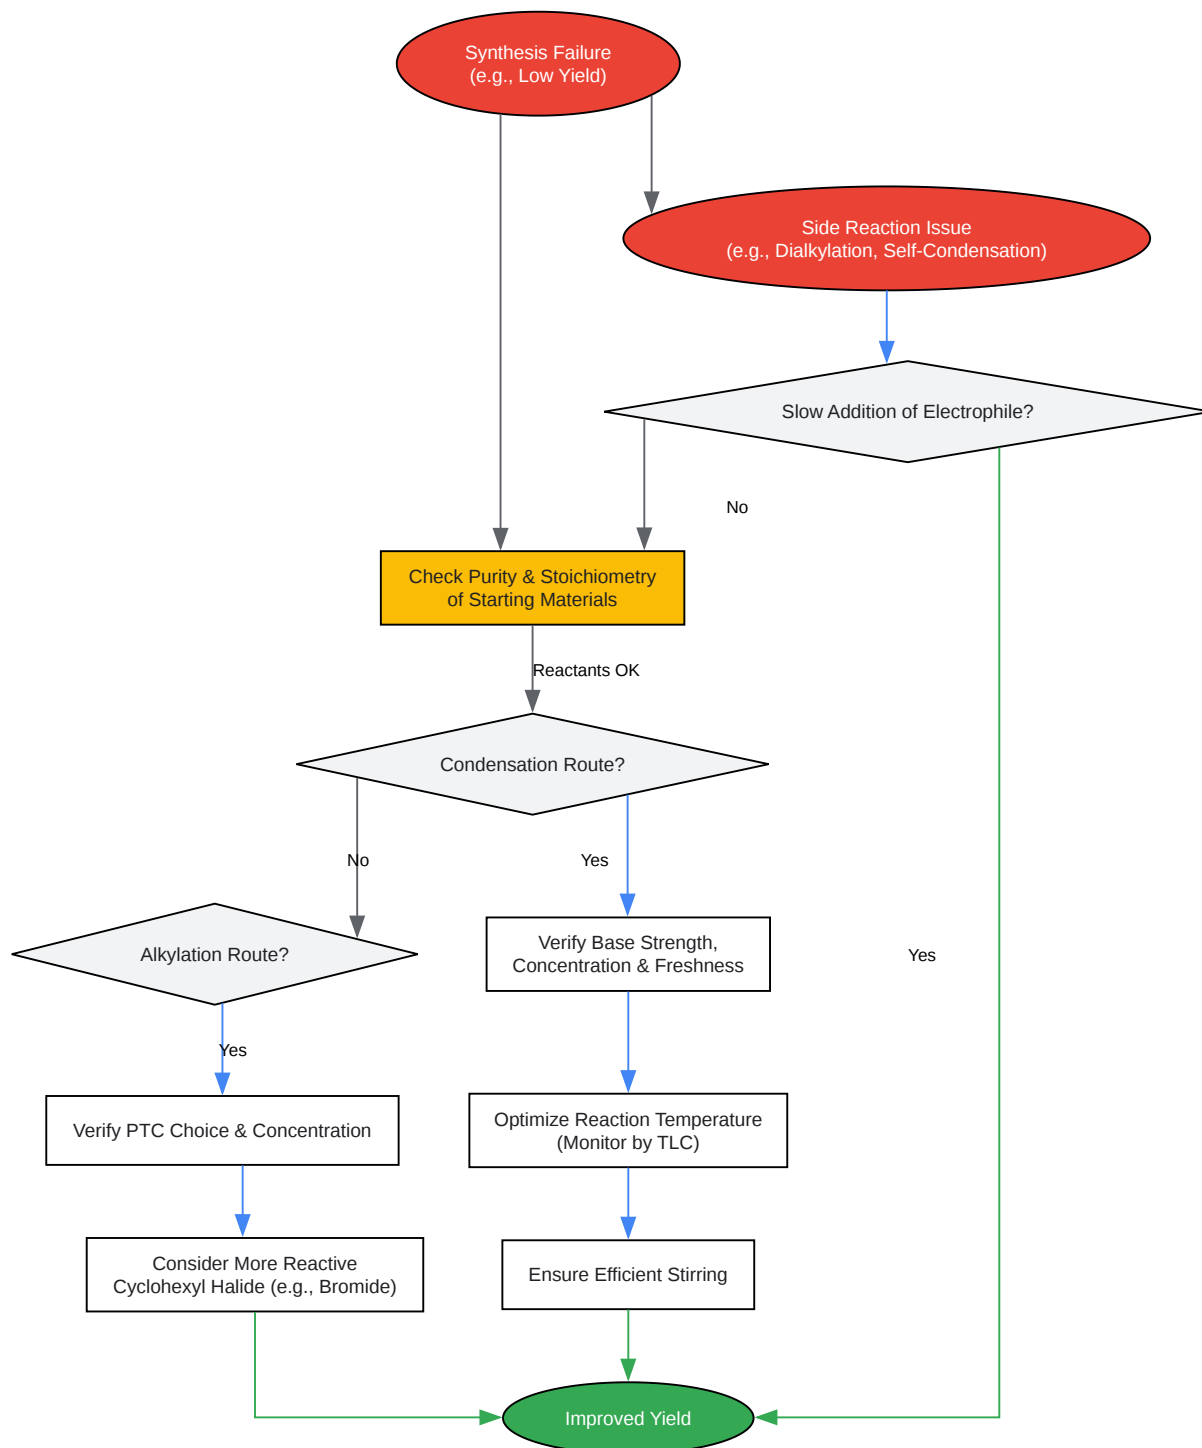 Synthesis Failure
(e.g., Low Yield)
Side Reaction Issue
(e.g., Dialkylation, Self-Condensation)
Slow Addition of Electrophile?
No
Check Purity & Stoichiometry
of Starting Materials
Reactants OK
Condensation Route?
No
Yes
Alkylation Route?
Verify Base Strength,
Concentration & Freshness
Yes
Yes
Verify PTC Choice & Concentration
Optimize Reaction Temperature
(Monitor by TLC)
Consider More Reactive
Cyclohexyl Halide (e.g., Bromide)
Ensure Efficient Stirring
Improved Yield